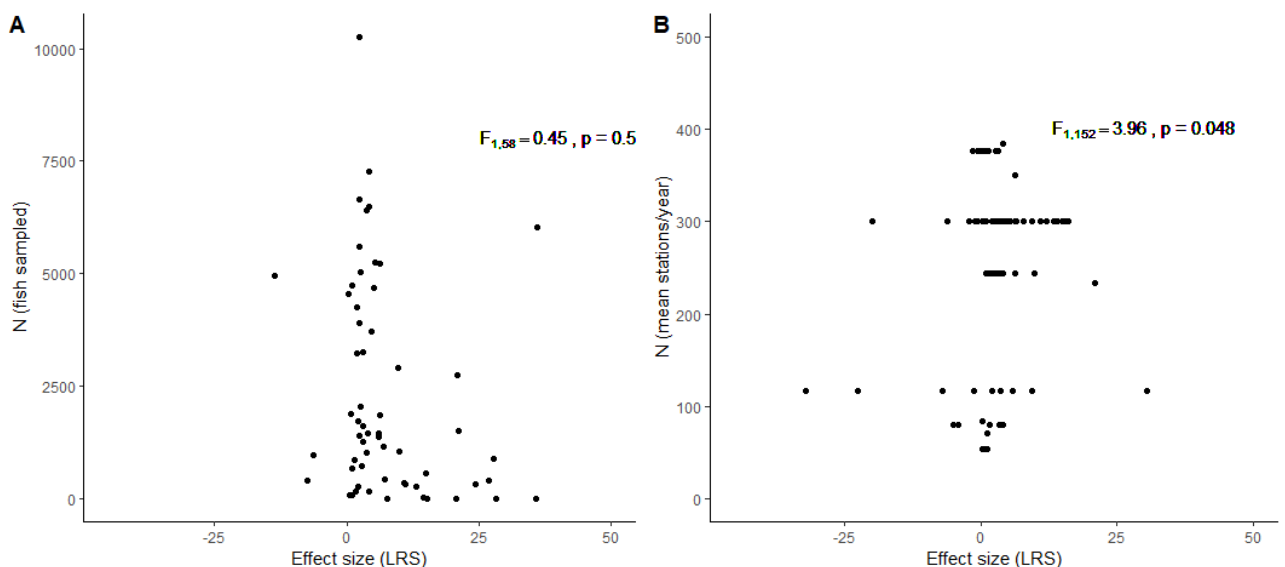 A
N (fish sampled)
10000
7500
5000
2500
0
F1,58 = 0.45 , p = 0.5
-25
0
25
50
Effect size (LRS)
B
N (mean stations/year)
500
400
300
200
100
0
F1,152 = 3.96 , p = 0.048
-25
0
25
50
Effect size (LRS)